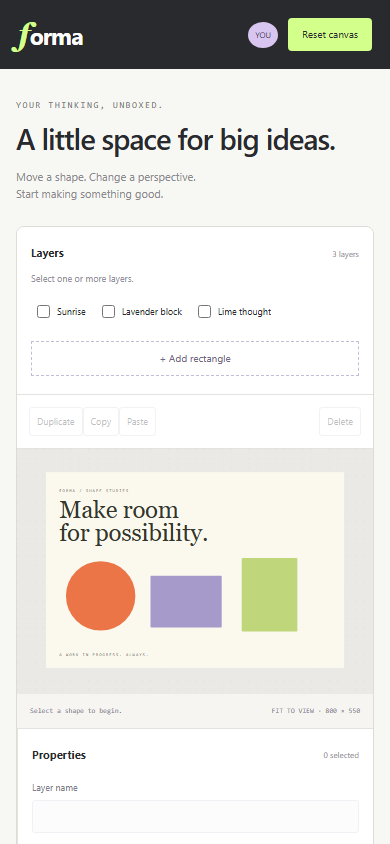 forma
YOU
Reset canvas
YOUR THINKING, UNBOXED.
A little space for big ideas.
Move a shape. Change a perspective.
Start making something good.
Layers
3 layers
Select one or more layers.
Sunrise
Lavender block
Lime thought
+ Add rectangle
Duplicate
Copy
Paste
Delete
FORMA / SHAPE STUDIES
Make room
for possibility.
A WORK IN PROGRESS. ALWAYS.
Select a shape to begin.
FIT TO VIEW · 800 × 550
Properties
0 selected
Layer name